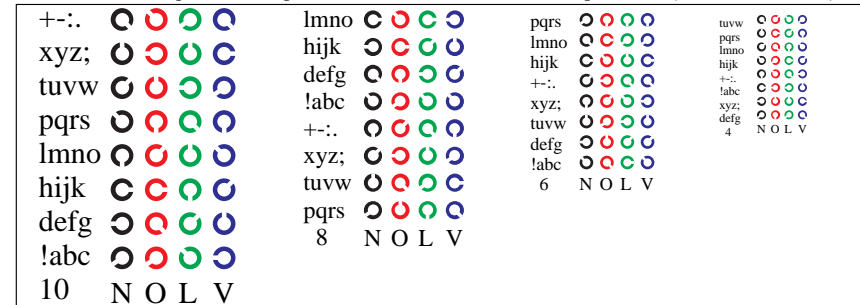 +-:.
xyz;
tuvw
pqrs
lmno
hijk
defg
!abc
10 N O L V
lmno
hijk
defg
!abc
+-:.
xyz;
tuvw
pqrs
8 N O L V
pqrs
lmno
hijk
+-:.
xyz;
tuvw
defg
!abc
6 N O L V
tuvw
pqrs
lmno
hijk
+-:.
!abc
xyz;
defg
4 N O L V